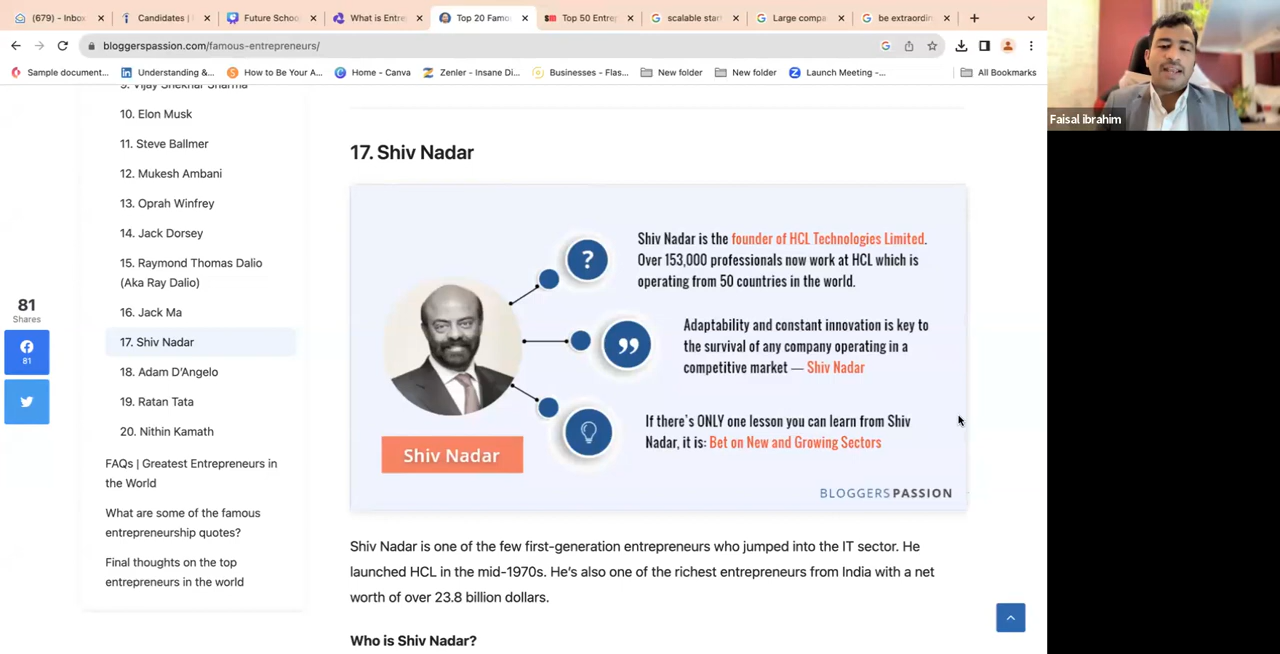 (679) - Inbox
Candidates |
Future Schoo
What is Entre
Top 20 Famo
Top 50 Entrep
scalable start
Large compa
be extraordin
bloggerspassion.com/famous-entrepreneurs/
Sample document...
Understanding &...
How to Be Your A...
Home - Canva
Zenler - Insane Di...
Businesses - Flas...
New folder
New folder
Launch Meeting -...
All Bookmarks
9. Vijay Shekhar Sharma
10. Elon Musk
11. Steve Ballmer
12. Mukesh Ambani
13. Oprah Winfrey
14. Jack Dorsey
15. Raymond Thomas Dalio
(Aka Ray Dalio)
16. Jack Ma
17. Shiv Nadar
18. Adam D'Angelo
19. Ratan Tata
20. Nithin Kamath
FAQs | Greatest Entrepreneurs in
the World
What are some of the famous
entrepreneurship quotes?
Final thoughts on the top
entrepreneurs in the world
81
Shares
81
17. Shiv Nadar
Shiv Nadar is the founder of HCL Technologies Limited.
Over 153,000 professionals now work at HCL which is
operating from 50 countries in the world.
Adaptability and constant innovation is key to
the survival of any company operating in a
competitive market — Shiv Nadar
If there's ONLY one lesson you can learn from Shiv
Nadar, it is: Bet on New and Growing Sectors
Shiv Nadar
BLOGGERSPASSION
Shiv Nadar is one of the few first-generation entrepreneurs who jumped into the IT sector. He
launched HCL in the mid-1970s. He's also one of the richest entrepreneurs from India with a net
worth of over 23.8 billion dollars.
Who is Shiv Nadar?
Faisal ibrahim